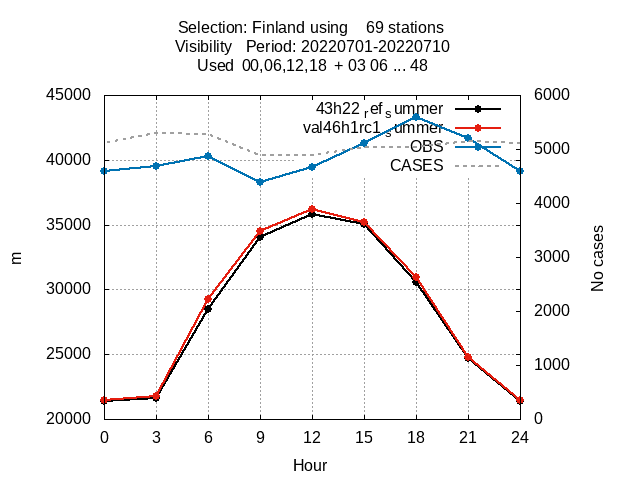 Selection: Finland using 69 stations
Visibility Period: 20220701-20220710
Used 00,06,12,18 + 03 06 ... 48
45000 6000
43h22_ref_summer
val46h1rc1_summer
40000 OBS 5000
CASES
35000 4000
m No cases
30000 3000
2000
25000 1000
20000 0
0 3 6 9 12 15 18 21 24
Hour